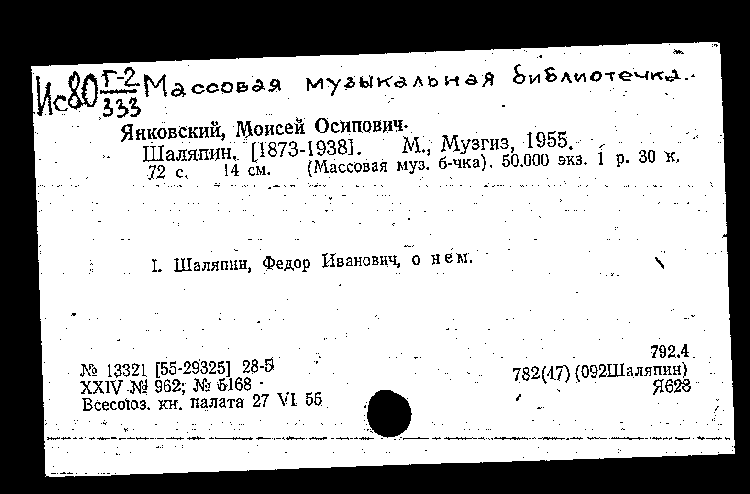 Ис80 Г-2/333 Массовая музыкальная библиотечка.
Янковский, Моисей Осипович.
Шаляпин. [1873-1938]. М., Музгиз, 1955.
72 с. 14 см. (Массовая муз. б-чка). 50.000 экз. 1 р. 30 к.
I. Шаляпин, Федор Иванович, о нем.
792.4
№ 13321 [55-29325] 28-5
782(47)(092Шаляпин)
XXIV № 962; № 5168
Я623
Всесоюз. кн. палата 27 VI 55